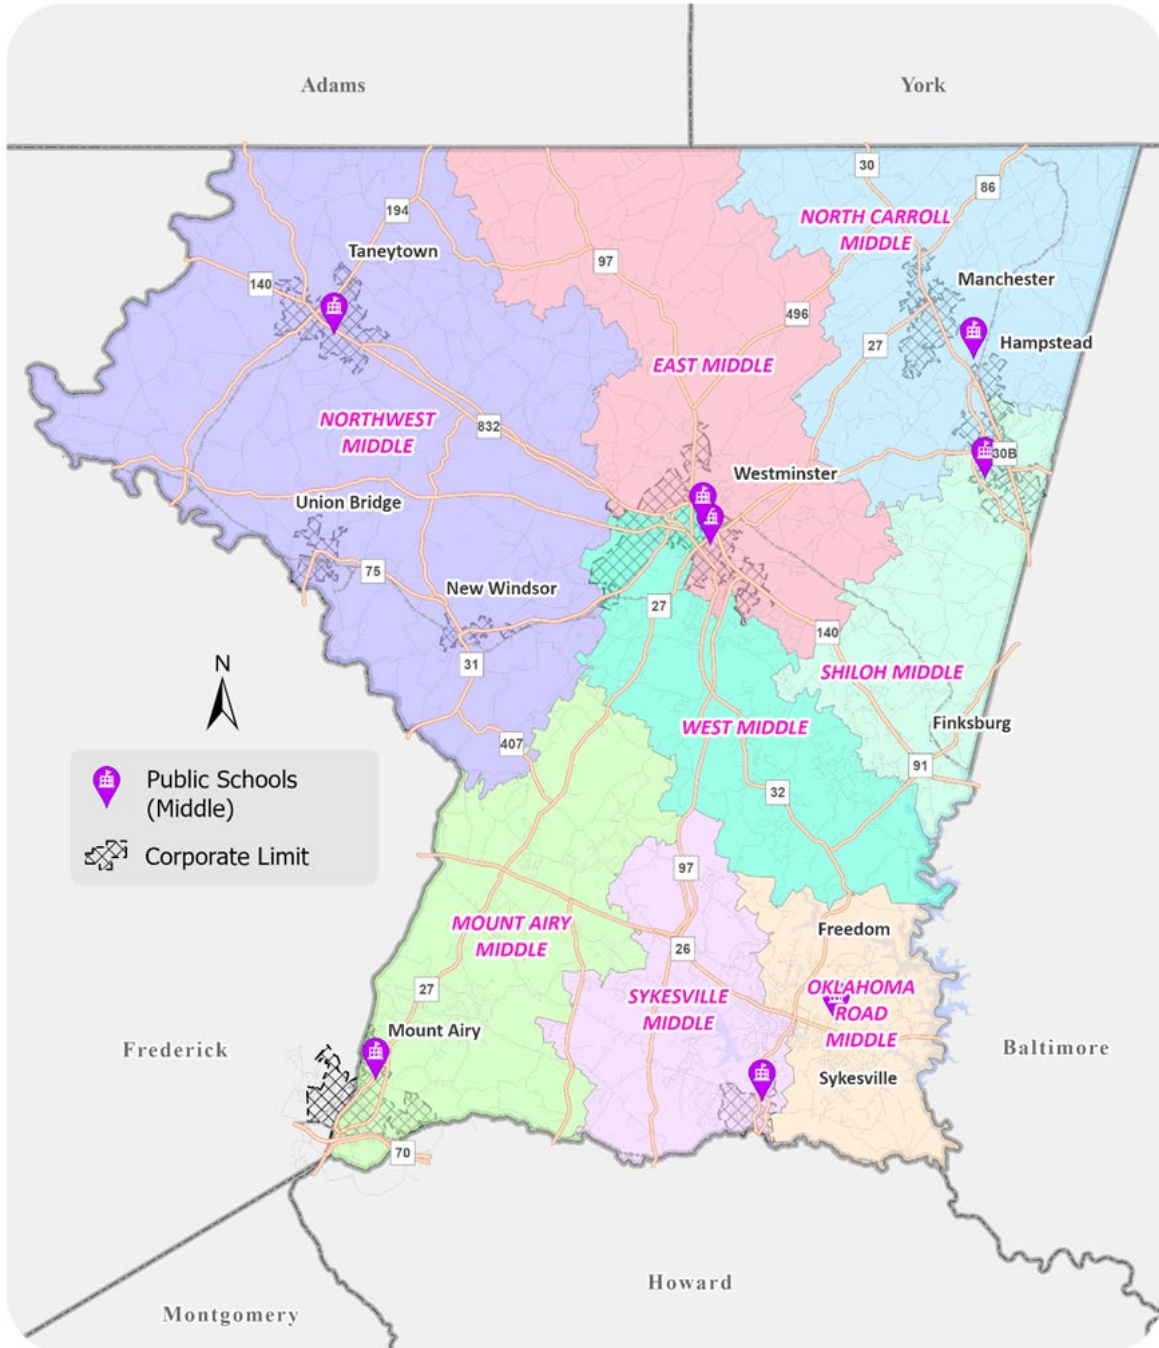 Adams
York
30
86
194
NORTH CARROLL
MIDDLE
Taneytown
97
Manchester
140
496
Hampstead
27
EAST MIDDLE
NORTHWEST
MIDDLE
832
30B
Westminster
Union Bridge
75
New Windsor
27
140
31
SHILOH MIDDLE
N
WEST MIDDLE
Finksburg
407
91
Public Schools
(Middle)
32
Corporate Limit
97
MOUNT AIRY
MIDDLE
Freedom
26
27
SYKESVILLE
MIDDLE
OKLAHOMA
ROAD
MIDDLE
Mount Airy
Frederick
Baltimore
Sykesville
70
Howard
Montgomery